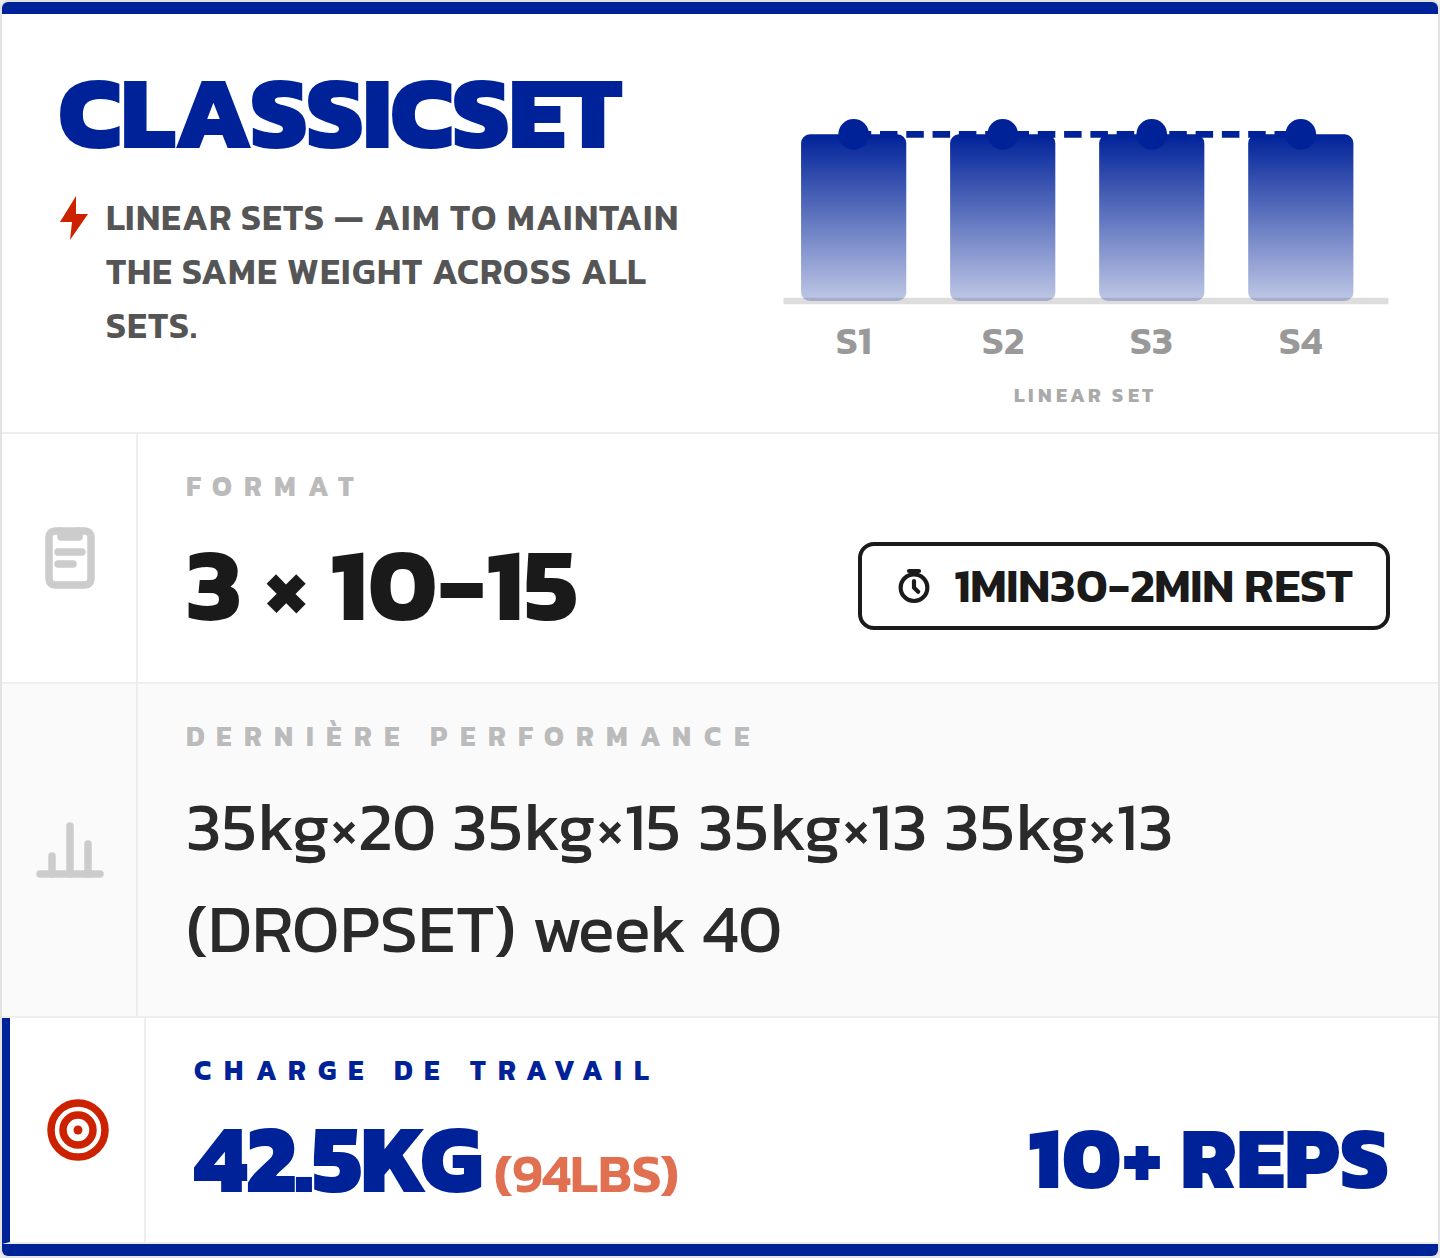 CLASSICSET
LINEAR SETS — AIM TO MAINTAIN
THE SAME WEIGHT ACROSS ALL
SETS.
S1 S2 S3 S4
LINEAR SET
FORMAT
3 × 10–15
1MIN30–2MIN REST
DERNIÈRE PERFORMANCE
35kg×20 35kg×15 35kg×13 35kg×13
(DROPSET) week 40
CHARGE DE TRAVAIL
42.5KG (94LBS)
10+ REPS